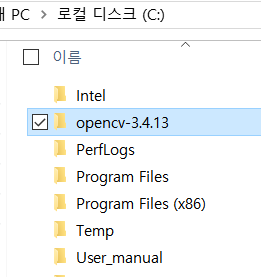 PC > 로컬 디스크 (C:)
이름
Intel
opencv-3.4.13
PerfLogs
Program Files
Program Files (x86)
Temp
User_manual